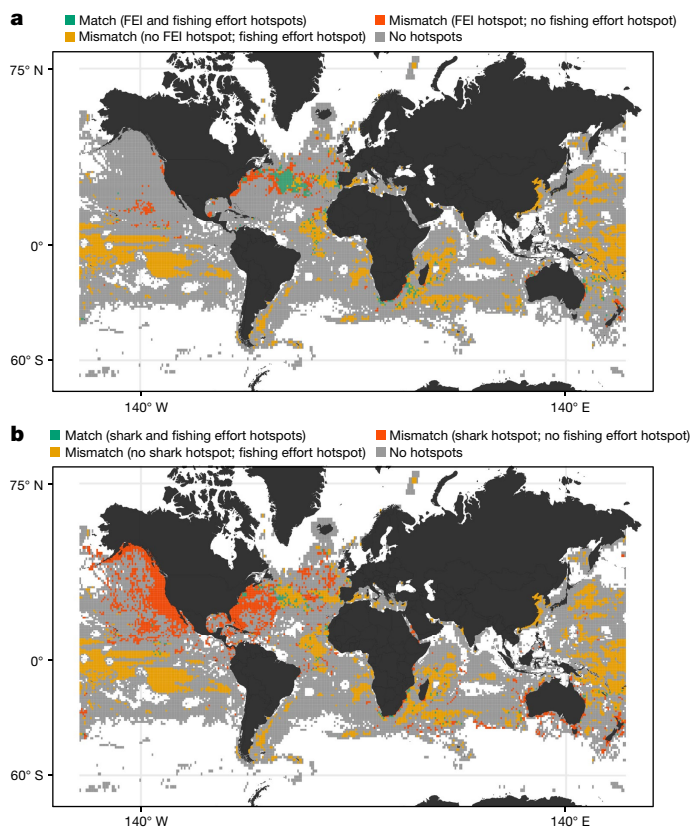 a
Match (FEI and fishing effort hotspots) Mismatch (FEI hotspot; no fishing effort hotspot)
Mismatch (no FEI hotspot; fishing effort hotspot) No hotspots
75° N
0°
60° S
140° W 140° E
b
Match (shark and fishing effort hotspots) Mismatch (shark hotspot; no fishing effort hotspot)
Mismatch (no shark hotspot; fishing effort hotspot) No hotspots
75° N
0°
60° S
140° W 140° E